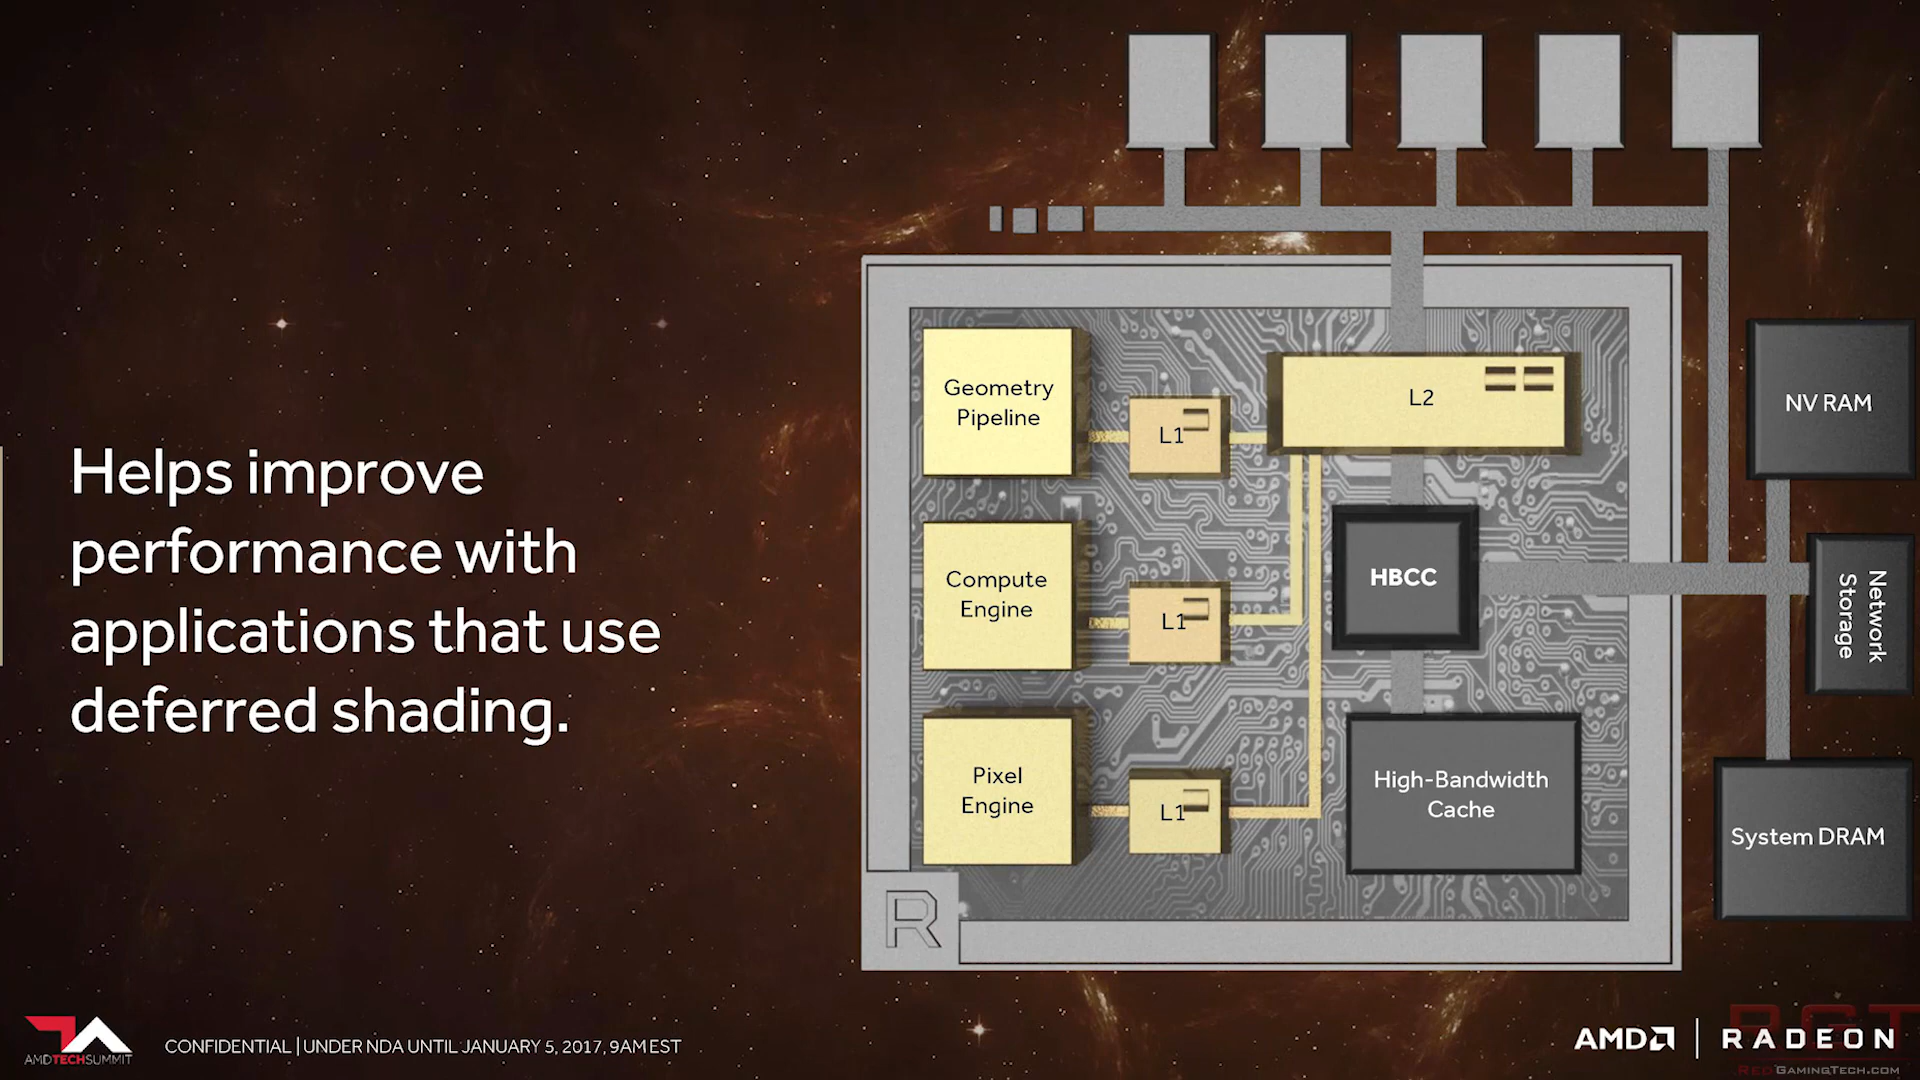 Helps improve
performance with
applications that use
deferred shading.
Geometry
Pipeline
L1
L2
Compute
Engine
L1
HBCC
Pixel
Engine
L1
High-Bandwidth
Cache
NV RAM
Network
Storage
System DRAM
R
AMDTECHSUMMIT
CONFIDENTIAL | UNDER NDA UNTIL JANUARY 5, 2017, 9AM EST
AMD | RADEON
RGT
REDGAMINGTECH.COM